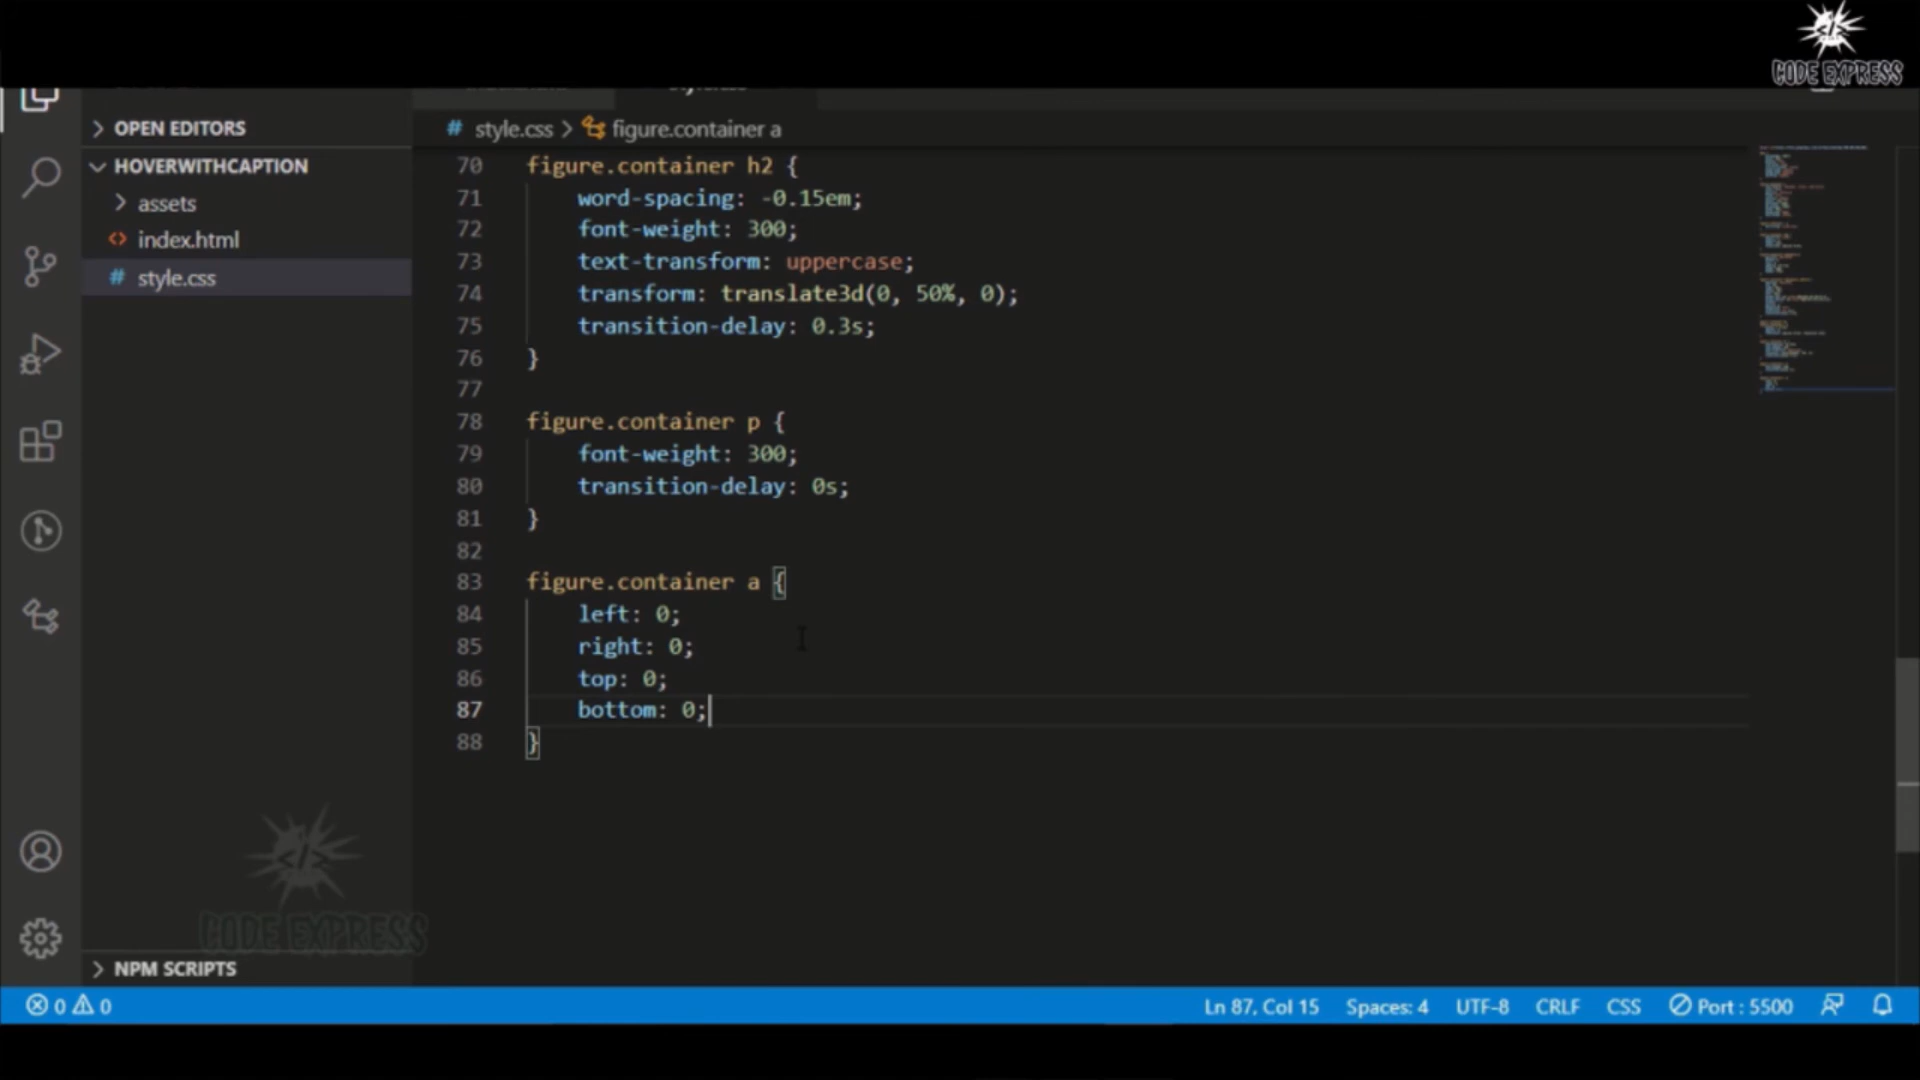 CODE EXPRESS
OPEN EDITORS
HOVERWITHCAPTION
assets
index.html
style.css
style.css > figure.container a
70 figure.container h2 {
71 word-spacing: -0.15em;
72 font-weight: 300;
73 text-transform: uppercase;
74 transform: translate3d(0, 50%, 0);
75 transition-delay: 0.3s;
76 }
77
78 figure.container p {
79 font-weight: 300;
80 transition-delay: 0s;
81 }
82
83 figure.container a {
84 left: 0;
85 right: 0;
86 top: 0;
87 bottom: 0;
88 }
CODE EXPRESS
NPM SCRIPTS
0 0 Ln 87, Col 15 Spaces: 4 UTF-8 CRLF CSS Port : 5500